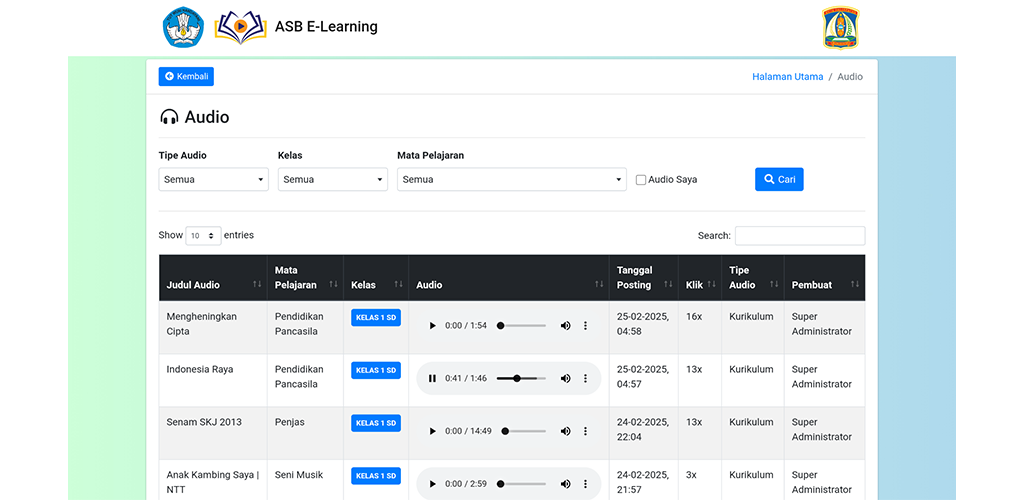 ASB E-Learning
Kembali
Halaman Utama / Audio
Audio
Tipe Audio Kelas Mata Pelajaran
Semua Semua Semua Audio Saya Cari
Show 10 entries Search:
Judul Audio Mata Pelajaran Kelas Audio Tanggal Posting Klik Tipe Audio Pembuat
Mengheningkan Pendidikan KELAS 1 SD 0:00 / 1:54 25-02-2025, 16x Kurikulum Super
Cipta Pancasila 04:58 Administrator
Indonesia Raya Pendidikan KELAS 1 SD 0:41 / 1:46 25-02-2025, 13x Kurikulum Super
Pancasila 04:57 Administrator
Senam SKJ 2013 Penjas KELAS 1 SD 0:00 / 14:49 24-02-2025, 13x Kurikulum Super
22:04 Administrator
Anak Kambing Saya | Seni Musik KELAS 1 SD 0:00 / 2:59 24-02-2025, 3x Kurikulum Super
NTT 21:57 Administrator